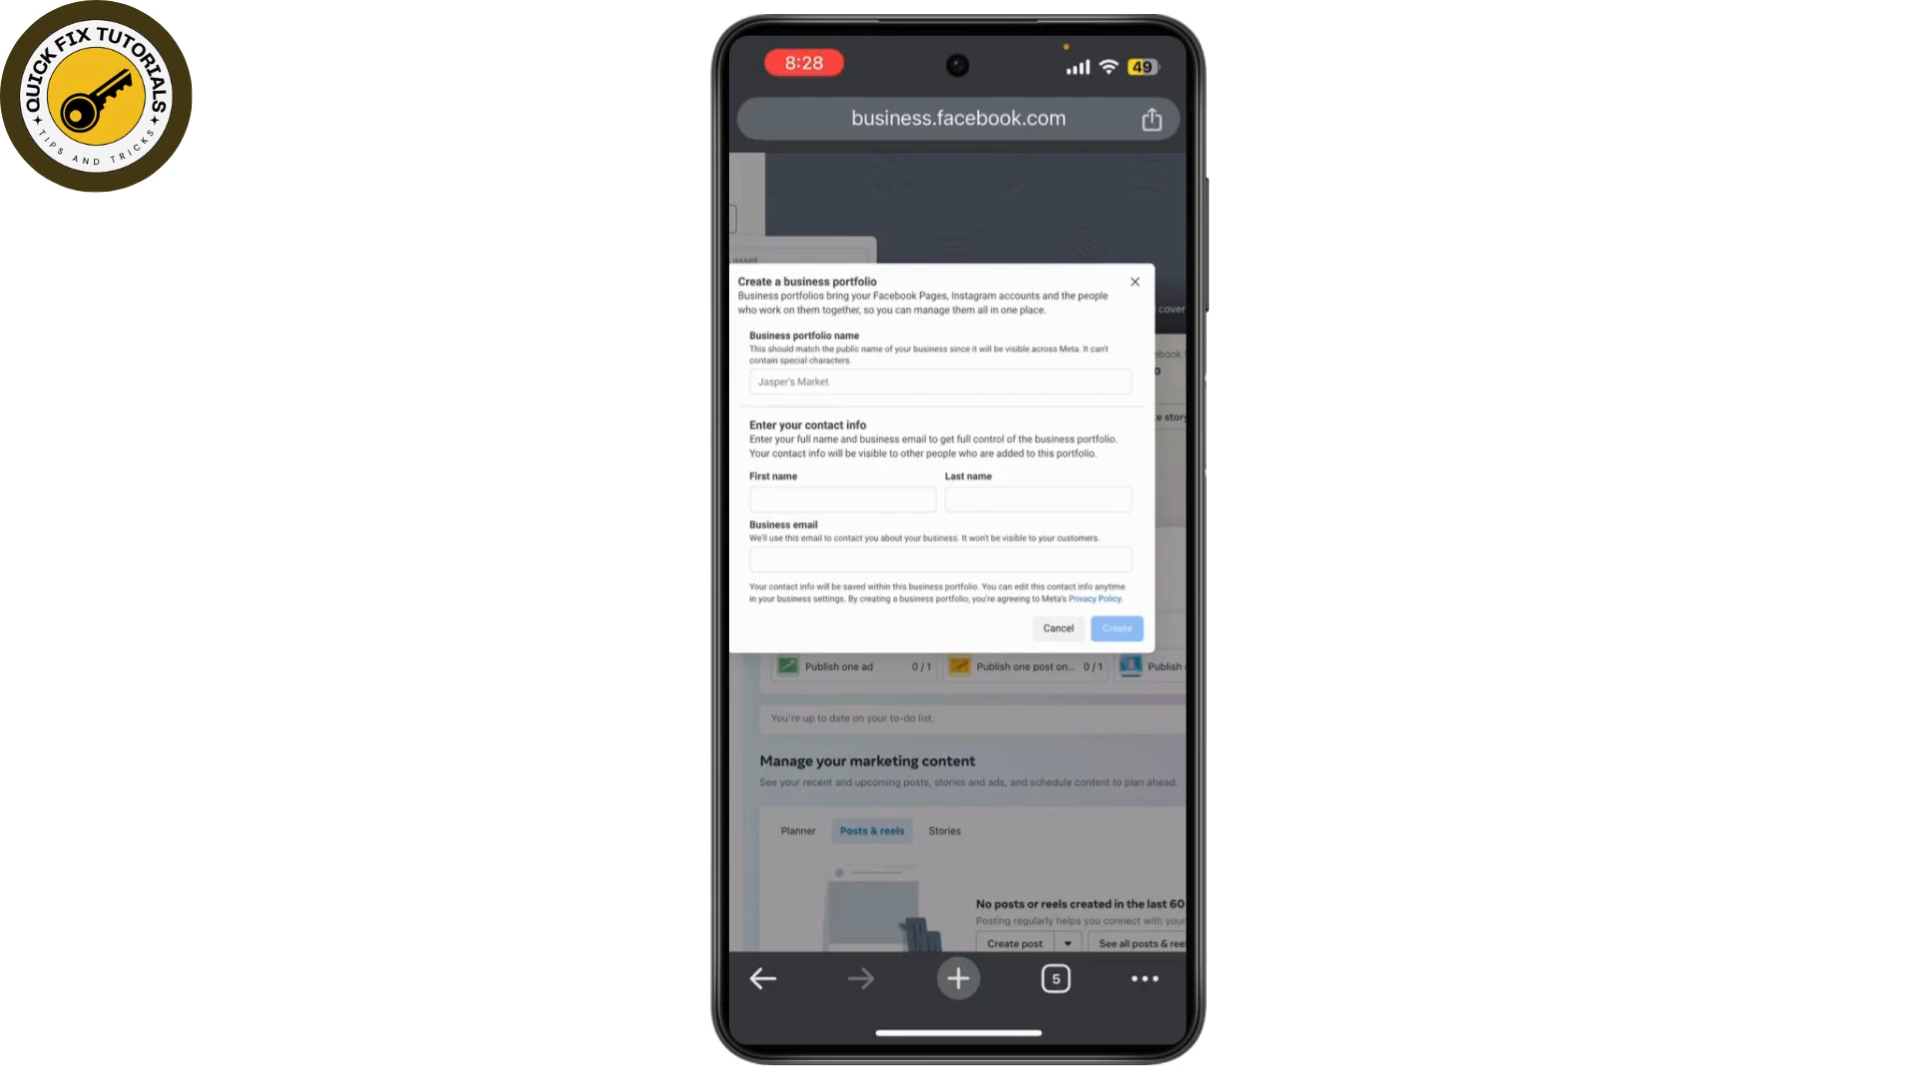 QUICK FIX TUTORIALS
TIPS AND TRICKS
8:28
49
business.facebook.com
asset
cover
Create a business portfolio
Business portfolios bring your Facebook Pages, Instagram accounts and the people
who work on them together, so you can manage them all in one place.
Business portfolio name
This should match the public name of your business since it will be visible across Meta. It can't
contain special characters.
Jasper's Market
Enter your contact info
Enter your full name and business email to get full control of the business portfolio.
Your contact info will be visible to other people who are added to this portfolio.
First name
Last name
Business email
We'll use this email to contact you about your business. It won't be visible to your customers.
Your contact info will be saved within this business portfolio. You can edit this contact info anytime
in your business settings. By creating a business portfolio, you're agreeing to Meta's Privacy Policy.
Cancel
Create
story
Publish one ad 0 / 1
Publish one post on... 0 / 1
Publish
You're up to date on your to-do list.
Manage your marketing content
See your recent and upcoming posts, stories and ads, and schedule content to plan ahead.
Planner
Posts & reels
Stories
No posts or reels created in the last 60
Posting regularly helps you connect with your
Create post
See all posts & ree
5